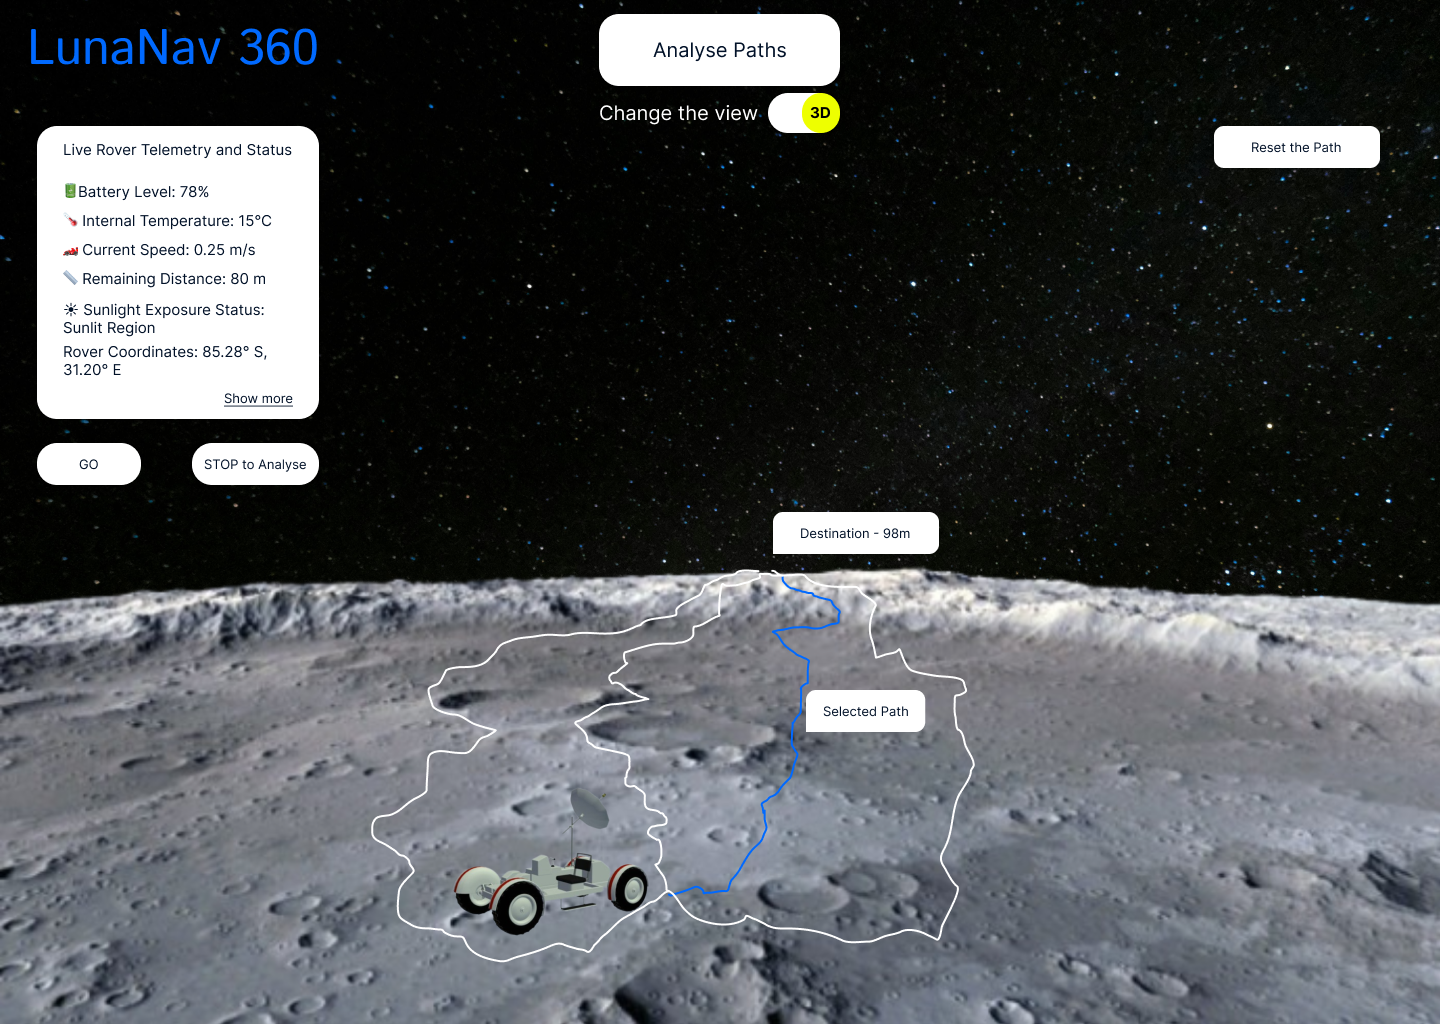 LunaNav 360
Analyse Paths
Change the view
3D
Reset the Path
Live Rover Telemetry and Status
🔋Battery Level: 78%
🌡️ Internal Temperature: 15°C
🏎️ Current Speed: 0.25 m/s
📏 Remaining Distance: 80 m
☀ Sunlight Exposure Status:
Sunlit Region
Rover Coordinates: 85.28° S,
31.20° E
Show more
GO
STOP to Analyse
Destination - 98m
Selected Path